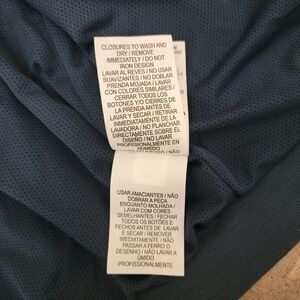 CLOSURES TO WASH AND
DRY / REMOVE
IMMEDIATELY / DO NOT
IRON DESIGN
LAVAR AL REVES / NO USAR
SUAVIZANTES / NO DOBLAR
PRENDA MOJADA / LAVAR
CON COLORES SIMILARES /
CERRAR TODOS LOS
BOTONES Y/O CIERRES DE
LA PRENDA ANTES DE
LAVAR Y SECAR / RETIRAR
INMEDIATAMENTE DE LA
LAVADORA / NO PLANCHAR
DIRECTAMENTE SOBRE EL
DISEÑO / NO LAVAR
PROFESIONALMENTE EN
HÚMEDO
USAR AMACIANTES / NÃO
DOBRAR A PEÇA
ENQUANTO MOLHADA /
LAVAR COM CORES
SEMELHANTES / FECHAR
TODOS OS BOTÕES E
FECHOS ANTES DE LAVAR
E SECAR / REMOVER
IMEDIATAMENTE / NÃO
PASSAR A FERRO O
DESENHO / NÃO LAVAR A
ÚMIDO
PROFISSIONALMENTE